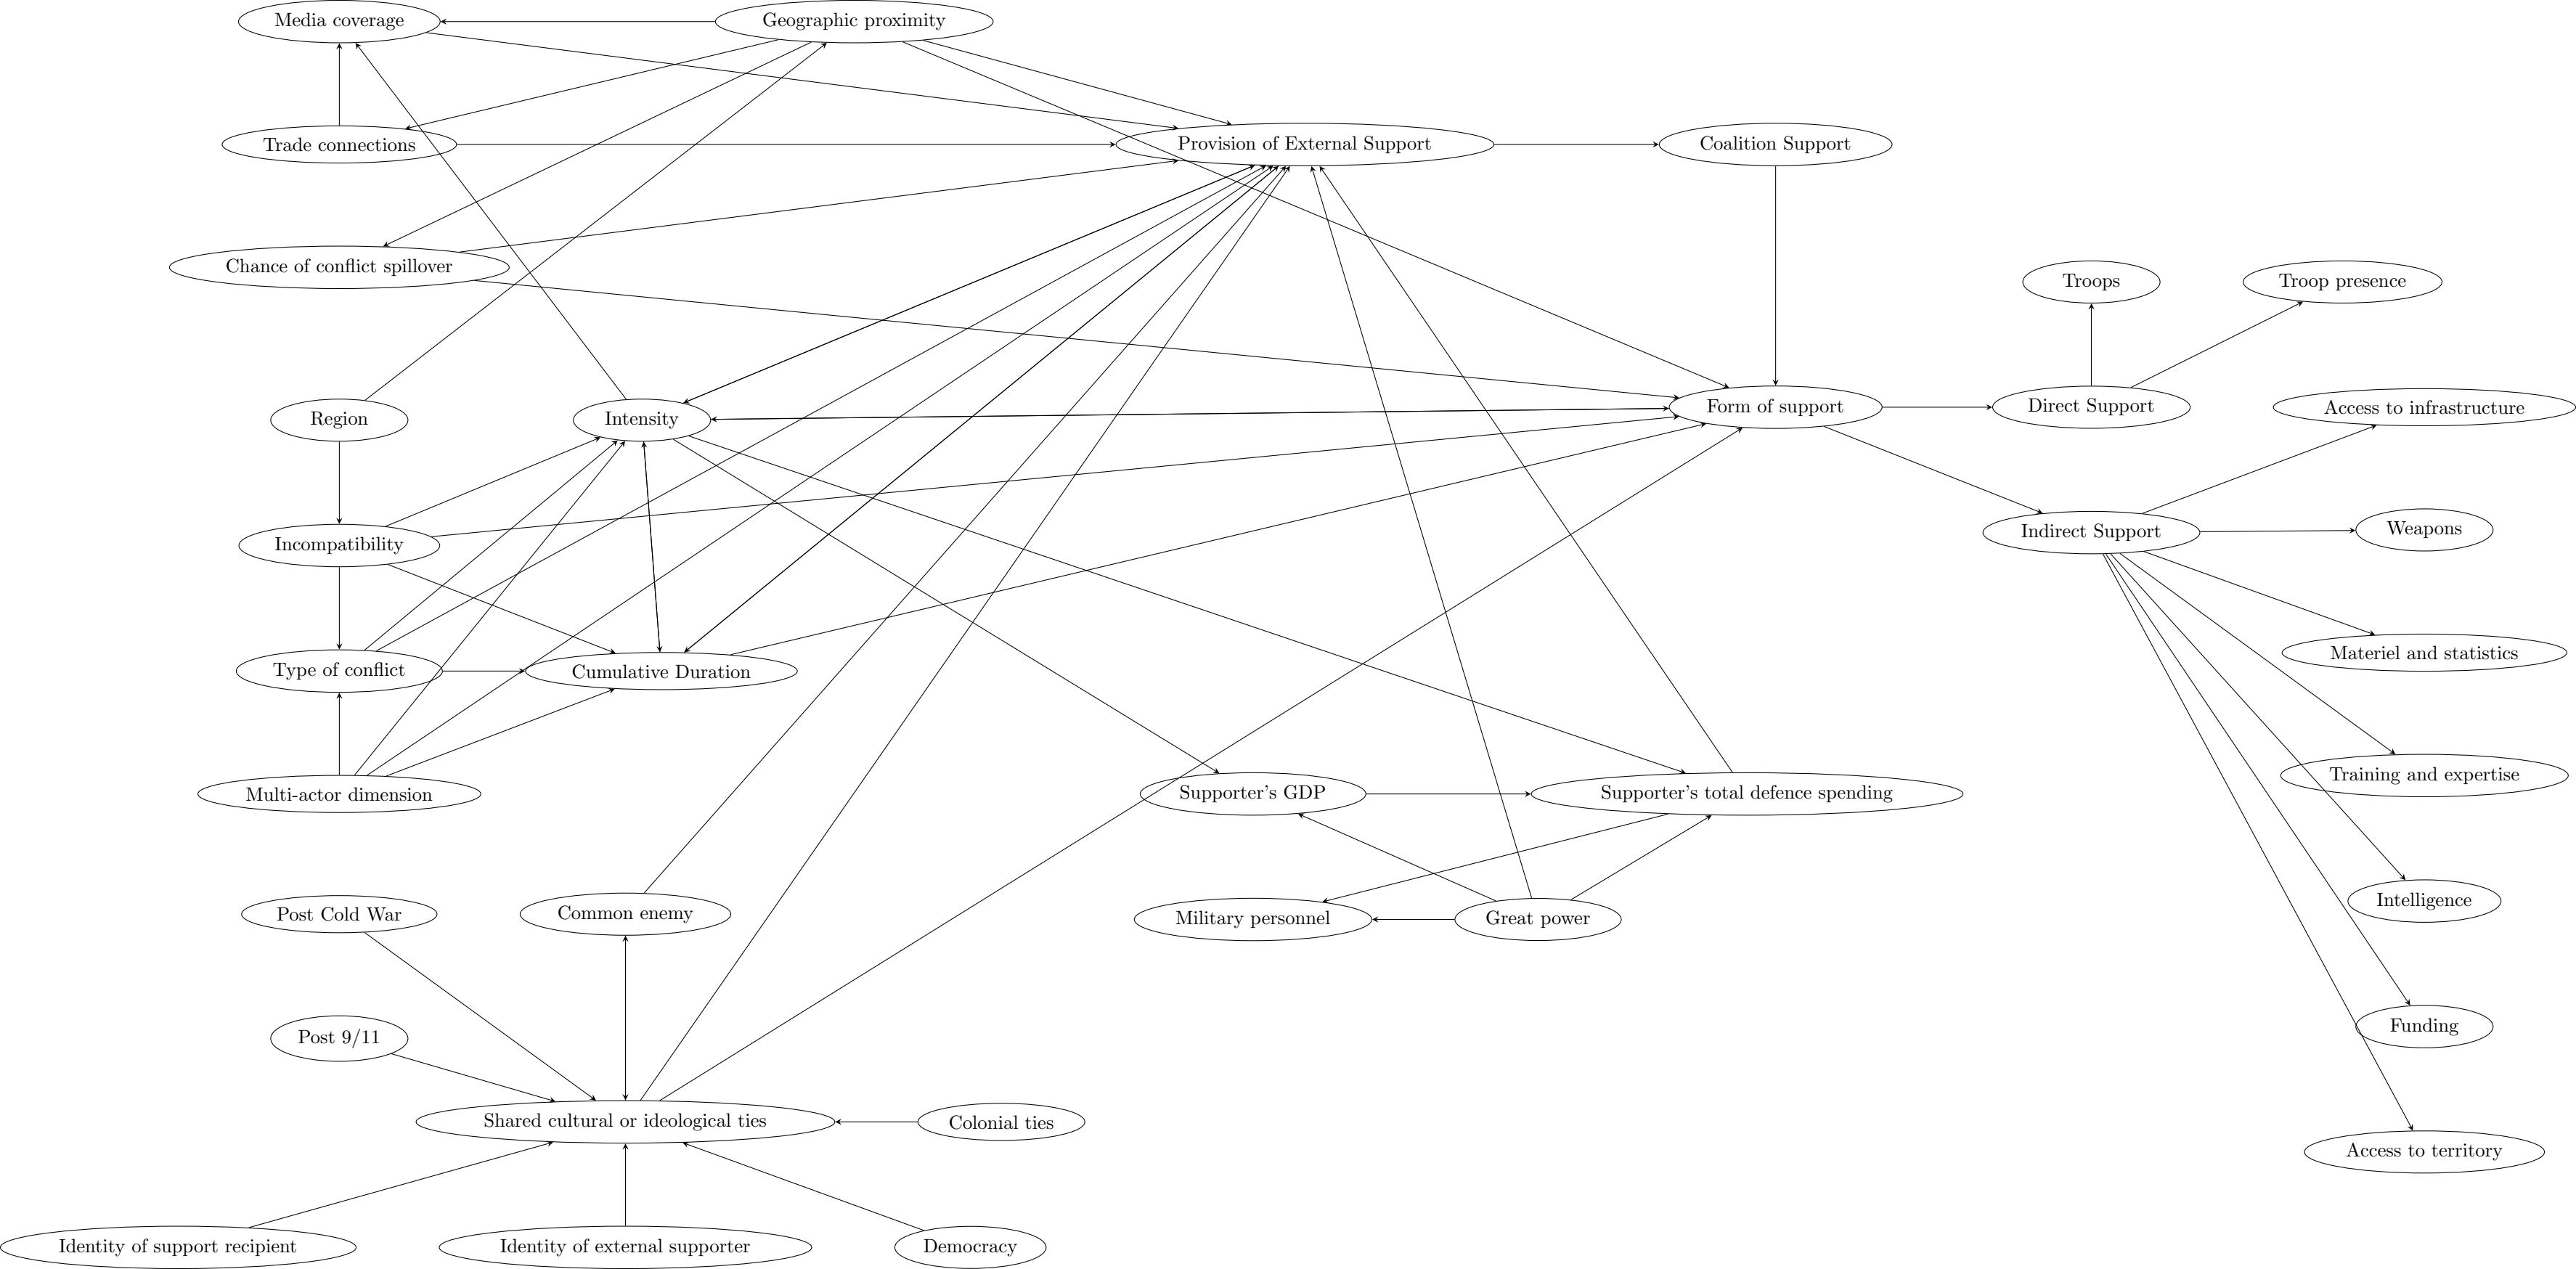 Media coverage
Geographic proximity
Trade connections
Provision of External Support
Coalition Support
Chance of conflict spillover
Troops
Troop presence
Region
Intensity
Form of support
Direct Support
Access to infrastructure
Incompatibility
Indirect Support
Weapons
Type of conflict
Cumulative Duration
Materiel and statistics
Multi-actor dimension
Supporter's GDP
Supporter's total defence spending
Training and expertise
Post Cold War
Common enemy
Military personnel
Great power
Intelligence
Post 9/11
Funding
Shared cultural or ideological ties
Colonial ties
Access to territory
Identity of support recipient
Identity of external supporter
Democracy